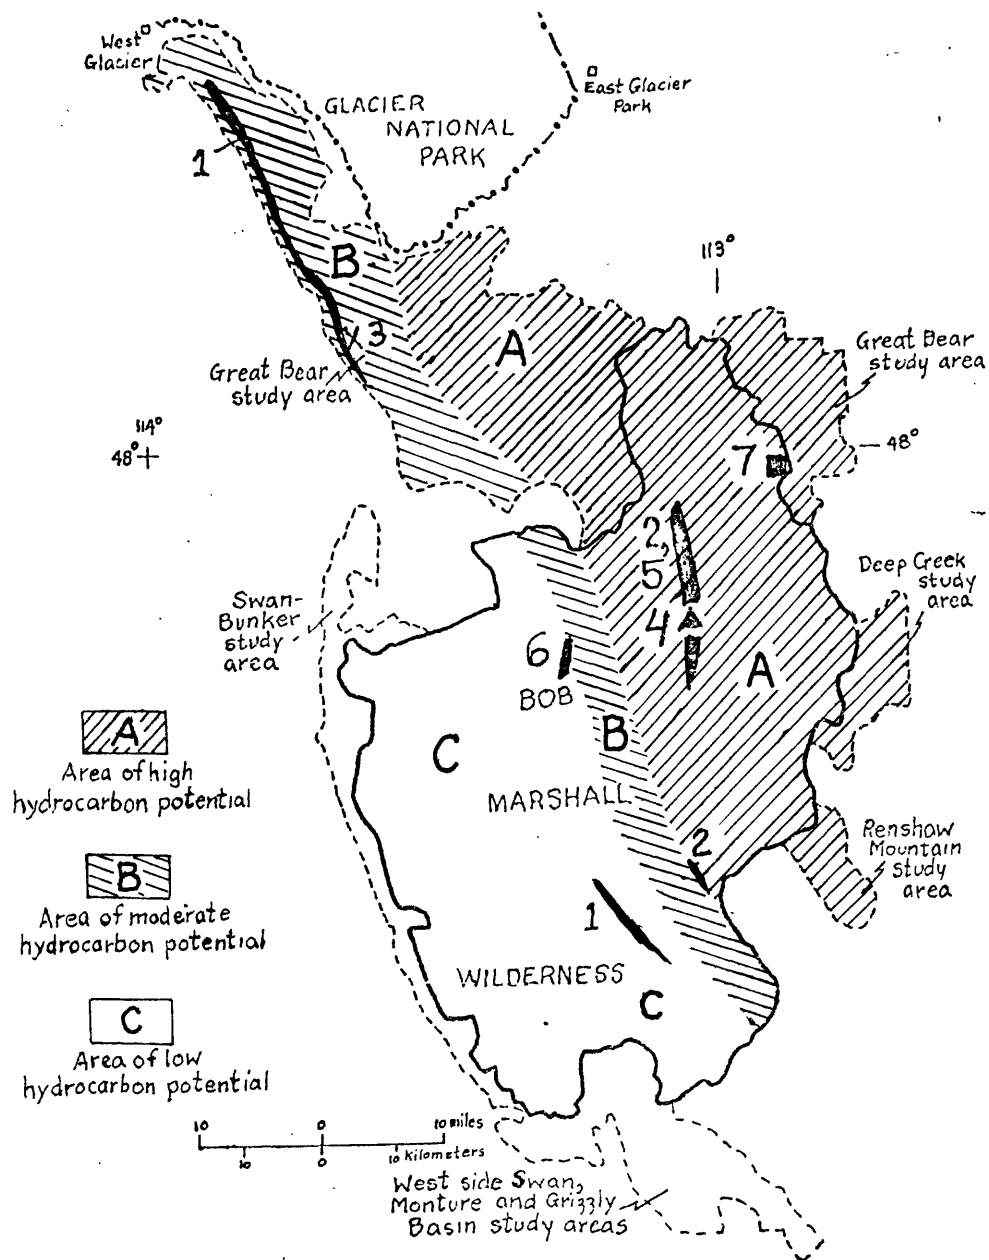 West
Glacier
East Glacier
Park
GLACIER
NATIONAL
PARK
1
B
3
113°
A
Great Bear
study area
Great Bear
study area
114°
48°
48°
7
2,
5
4
Deep Creek
study
area
Swan-
Bunker
study
area
6
BOB
A
B
C
A
Area of high
hydrocarbon potential
MARSHALL
2
Renshaw
Mountain
study
area
B
Area of moderate
hydrocarbon potential
1
WILDERNESS
C
C
Area of low
hydrocarbon potential
10 0 10 miles
10 0 10 kilometers
West side Swan,
Monture and Grizzly
Basin study areas